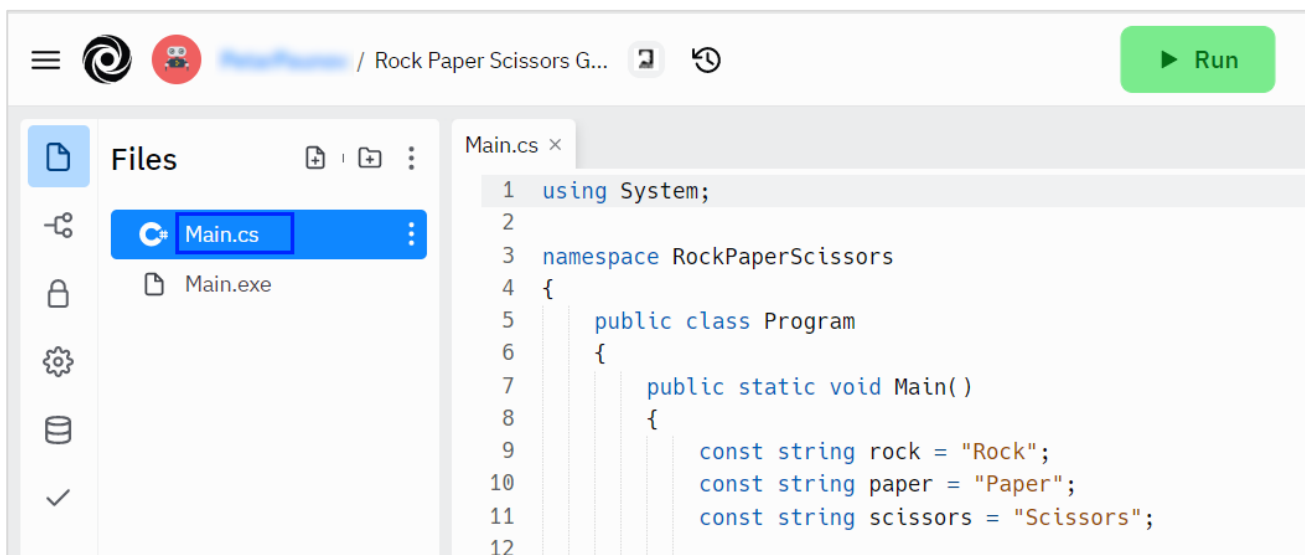 / Rock Paper Scissors G...
Run
Files
C# Main.cs
Main.exe
Main.cs ×
1 using System;
2
3 namespace RockPaperScissors
4 {
5 public class Program
6 {
7 public static void Main()
8 {
9 const string rock = "Rock";
10 const string paper = "Paper";
11 const string scissors = "Scissors";
12